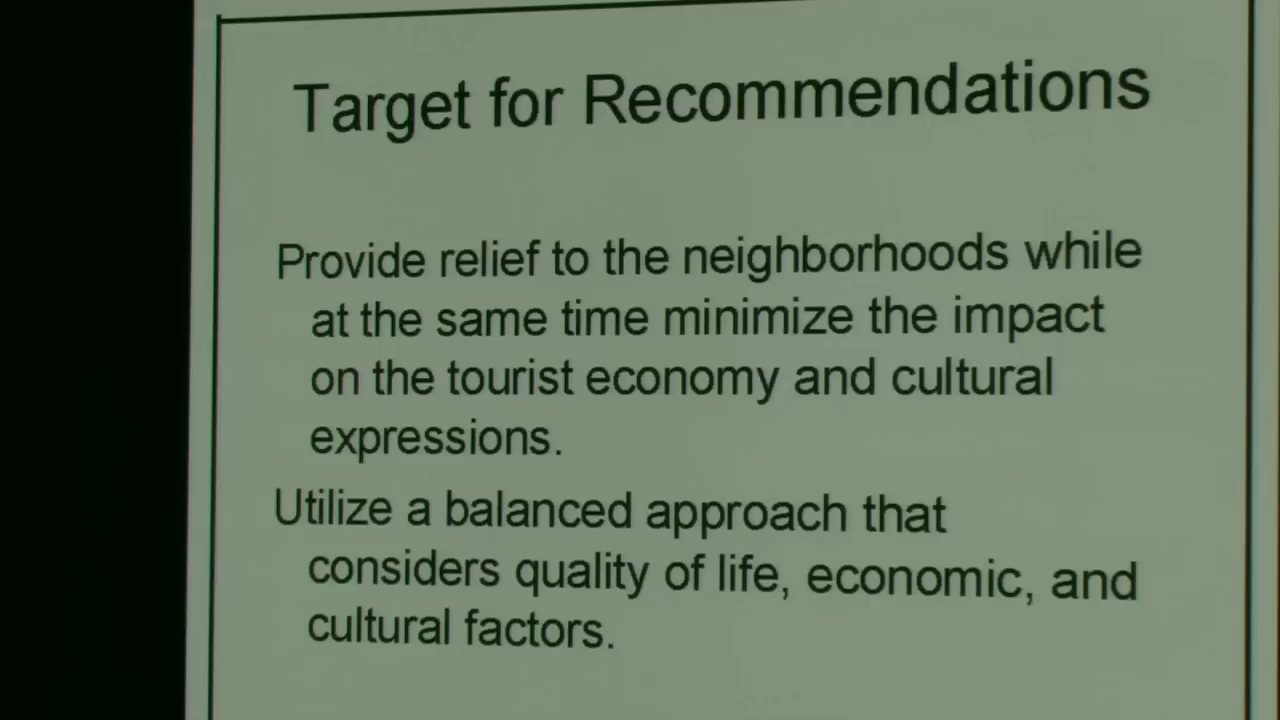 Target for Recommendations
Provide relief to the neighborhoods while
at the same time minimize the impact
on the tourist economy and cultural
expressions.
Utilize a balanced approach that
considers quality of life, economic, and
cultural factors.